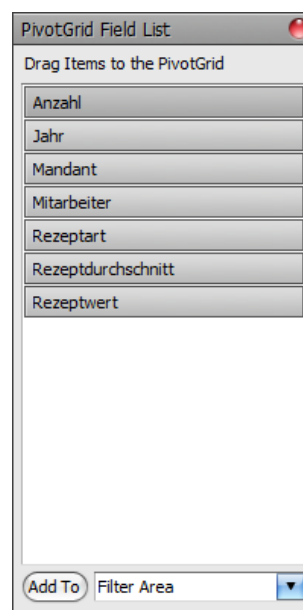 PivotGrid Field List
Drag Items to the PivotGrid
Anzahl
Jahr
Mandant
Mitarbeiter
Rezeptart
Rezeptdurchschnitt
Rezeptwert
Add To Filter Area